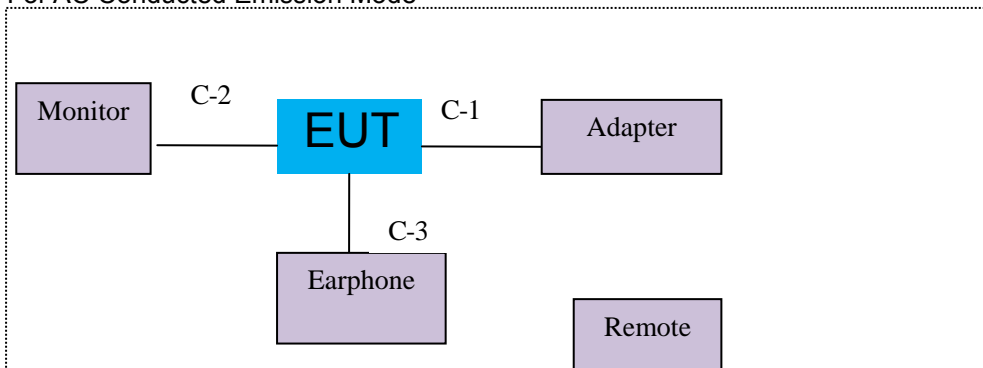 For AC Conducted Emission Mode
Monitor
C-2
EUT
C-1
Adapter
C-3
Earphone
Remote